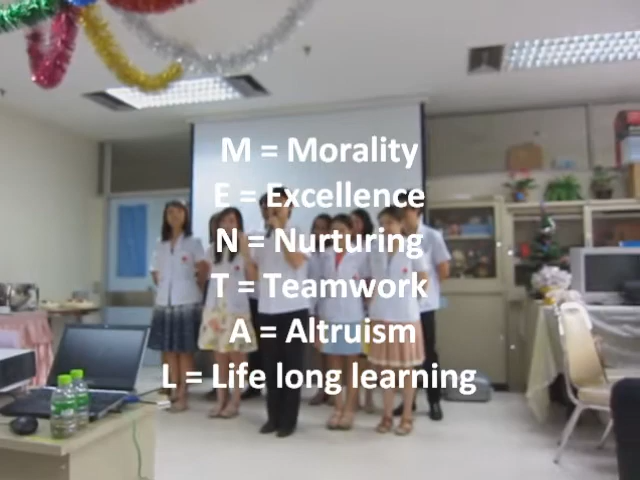 M = Morality
E = Excellence
N = Nurturing
T = Teamwork
A = Altruism
L = Life long learning